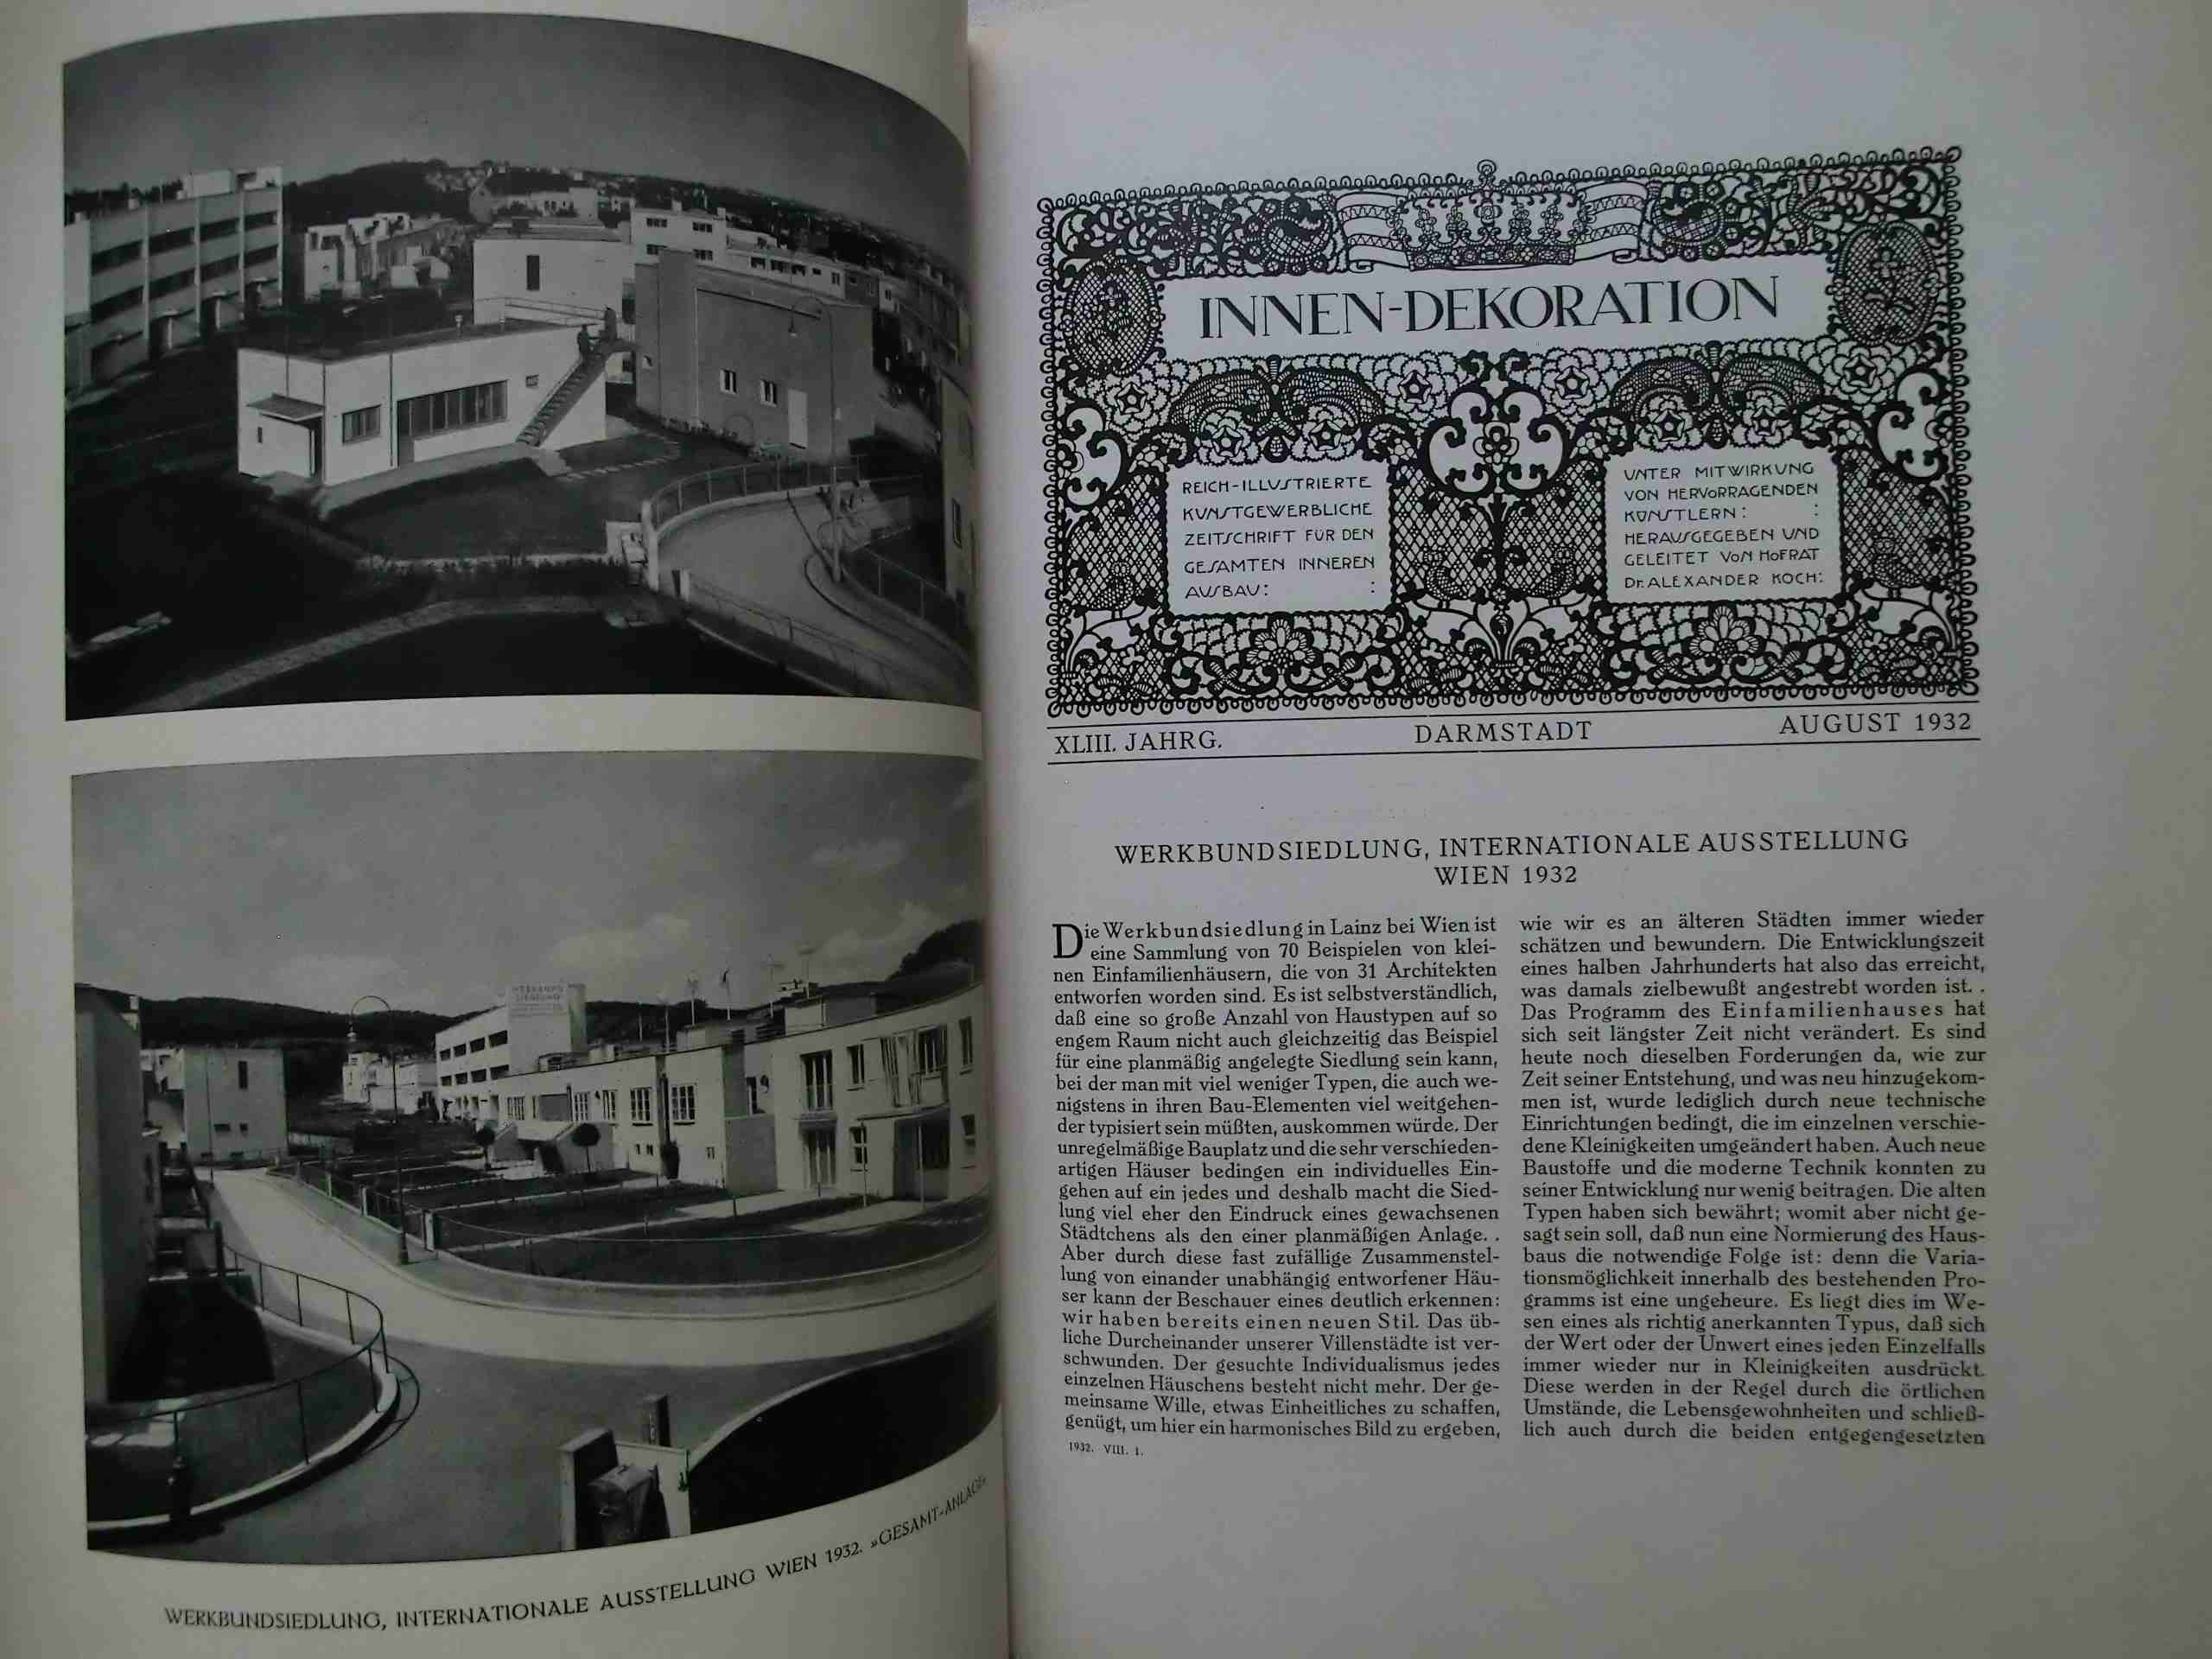 WERKBUNDSIEDLUNG, INTERNATIONALE AUSSTELLUNG WIEN 1932. »GESAMT-ANLAGE«
INNEN-DEKORATION
REICH-ILLUSTRIERTE
KUNSTGEWERBLICHE
ZEITSCHRIFT FÜR DEN
GESAMTEN INNEREN
AUSBAU: :
UNTER MITWIRKUNG
VON HERVORRAGENDEN
KÜNSTLERN: :
HERAUSGEGEBEN UND
GELEITET VON HOFRAT
Dr. ALEXANDER KOCH:
XLIII. JAHRG. DARMSTADT AUGUST 1932
WERKBUNDSIEDLUNG, INTERNATIONALE AUSSTELLUNG
WIEN 1932
Die Werkbundsiedlung in Lainz bei Wien ist
eine Sammlung von 70 Beispielen von klei-
nen Einfamilienhäusern, die von 31 Architekten
entworfen worden sind. Es ist selbstverständlich,
daß eine so große Anzahl von Haustypen auf so
engem Raum nicht auch gleichzeitig das Beispiel
für eine planmäßig angelegte Siedlung sein kann,
bei der man mit viel weniger Typen, die auch we-
nigstens in ihren Bau-Elementen viel weitgehen-
der typisiert sein müßten, auskommen würde. Der
unregelmäßige Bauplatz und die sehr verschieden-
artigen Häuser bedingen ein individuelles Ein-
gehen auf ein jedes und deshalb macht die Sied-
lung viel eher den Eindruck eines gewachsenen
Städtchens als den einer planmäßigen Anlage. .
Aber durch diese fast zufällige Zusammenstel-
lung von einander unabhängig entworfener Häu-
ser kann der Beschauer eines deutlich erkennen:
wir haben bereits einen neuen Stil. Das üb-
liche Durcheinander unserer Villenstädte ist ver-
schwunden. Der gesuchte Individualismus jedes
einzelnen Häuschens besteht nicht mehr. Der ge-
meinsame Wille, etwas Einheitliches zu schaffen,
genügt, um hier ein harmonisches Bild zu ergeben,
1932. VIII. 1.
wie wir es an älteren Städten immer wieder
schätzen und bewundern. Die Entwicklungszeit
eines halben Jahrhunderts hat also das erreicht,
was damals zielbewußt angestrebt worden ist. .
Das Programm des Einfamilienhauses hat
sich seit längster Zeit nicht verändert. Es sind
heute noch dieselben Forderungen da, wie zur
Zeit seiner Entstehung, und was neu hinzugekom-
men ist, wurde lediglich durch neue technische
Einrichtungen bedingt, die im einzelnen verschie-
dene Kleinigkeiten umgeändert haben. Auch neue
Baustoffe und die moderne Technik konnten zu
seiner Entwicklung nur wenig beitragen. Die alten
Typen haben sich bewährt; womit aber nicht ge-
sagt sein soll, daß nun eine Normierung des Haus-
baus die notwendige Folge ist: denn die Varia-
tionsmöglichkeit innerhalb des bestehenden Pro-
gramms ist eine ungeheure. Es liegt dies im We-
sen eines als richtig anerkannten Typus, daß sich
der Wert oder der Unwert eines jeden Einzelfalls
immer wieder nur in Kleinigkeiten ausdrückt.
Diese werden in der Regel durch die örtlichen
Umstände, die Lebensgewohnheiten und schließ-
lich auch durch die beiden entgegengesetzten